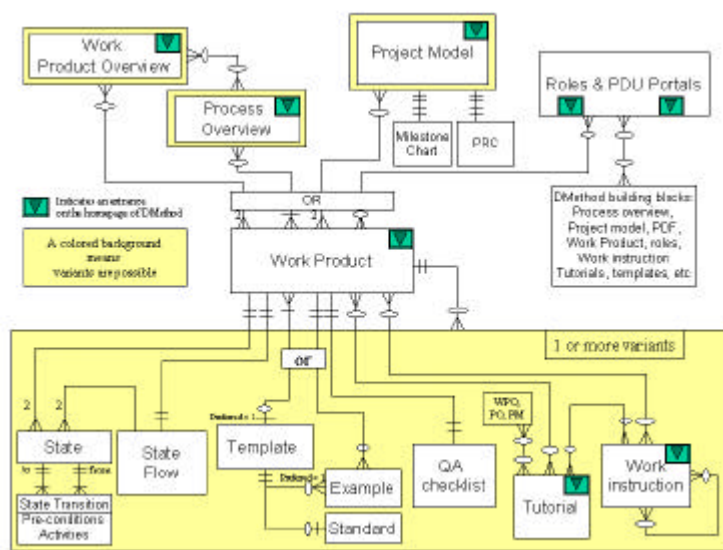 Work
Product Overview
Process
Overview
Project Model
Milestone
Chart
PRC
Roles & PDU Portals
Indicates an entrance
on the homepage of DMethod
A colored background
means
variants are possible
OR
2
2
Work Product
DMethod building blocks:
Process overview,
Project model, PDF,
Work Product, roles,
Work instruction
Tutorials, templates, etc
1 or more variants
or
2
2
State
to
from
State Transition
Pre-conditions
Activities
State
Flow
= 1
Template
Example
Standard
QA
checklist
WPO,
PO, PM
Tutorial
Work
instruction